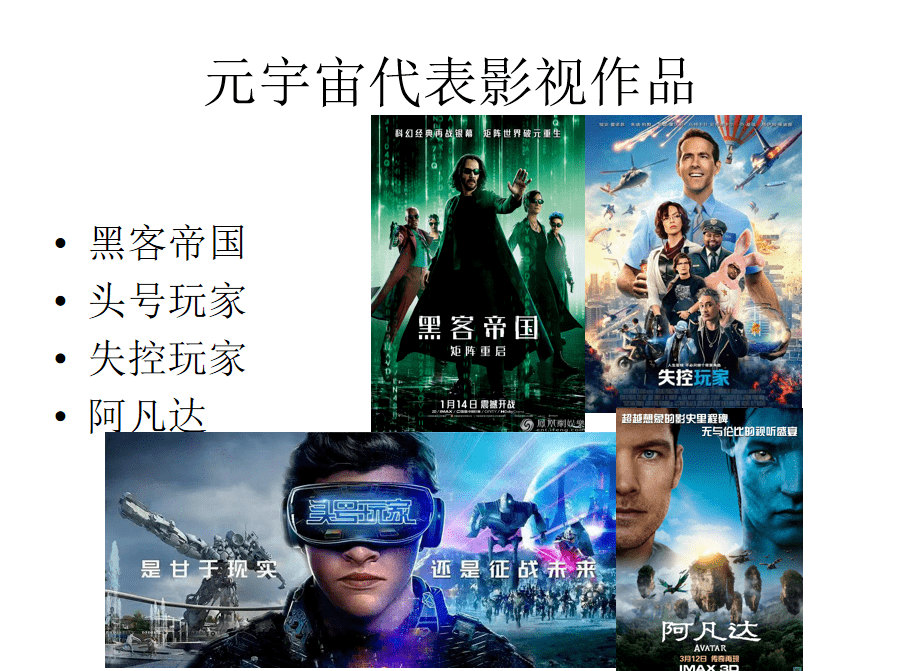 元宇宙代表影视作品
• 黑客帝国
• 头号玩家
• 失控玩家
• 阿凡达
科幻经典再战银幕 矩阵世界破元重生
黑客帝国
矩阵重启
1月14日 震撼开战
失控玩家
头号玩家
是甘于现实
还是征战未来
超越想象的影史里程碑
无与伦比的视听盛宴
阿凡达
AVATAR
3月12日 传奇再现
IMAX 3D